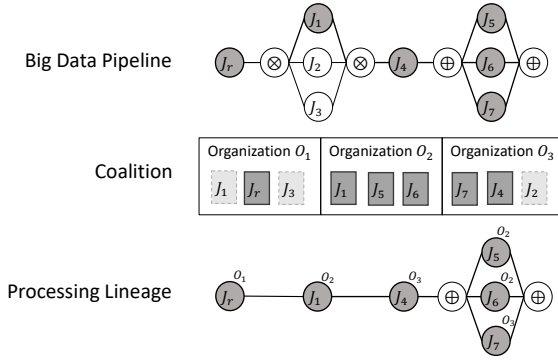 J₁ J₅
Big Data Pipeline Jᵣ ⊗ J₂ ⊗ J₄ ⊕ J₆ ⊕
J₃ J₇
Organization O₁ Organization O₂ Organization O₃
Coalition
J₁ Jᵣ J₃ J₁ J₅ J₆ J₇ J₄ J₂
O₂
J₅
O₁ O₂ O₃ O₂
Processing Lineage Jᵣ J₁ J₄ ⊕ J₆ ⊕
O₃
J₇